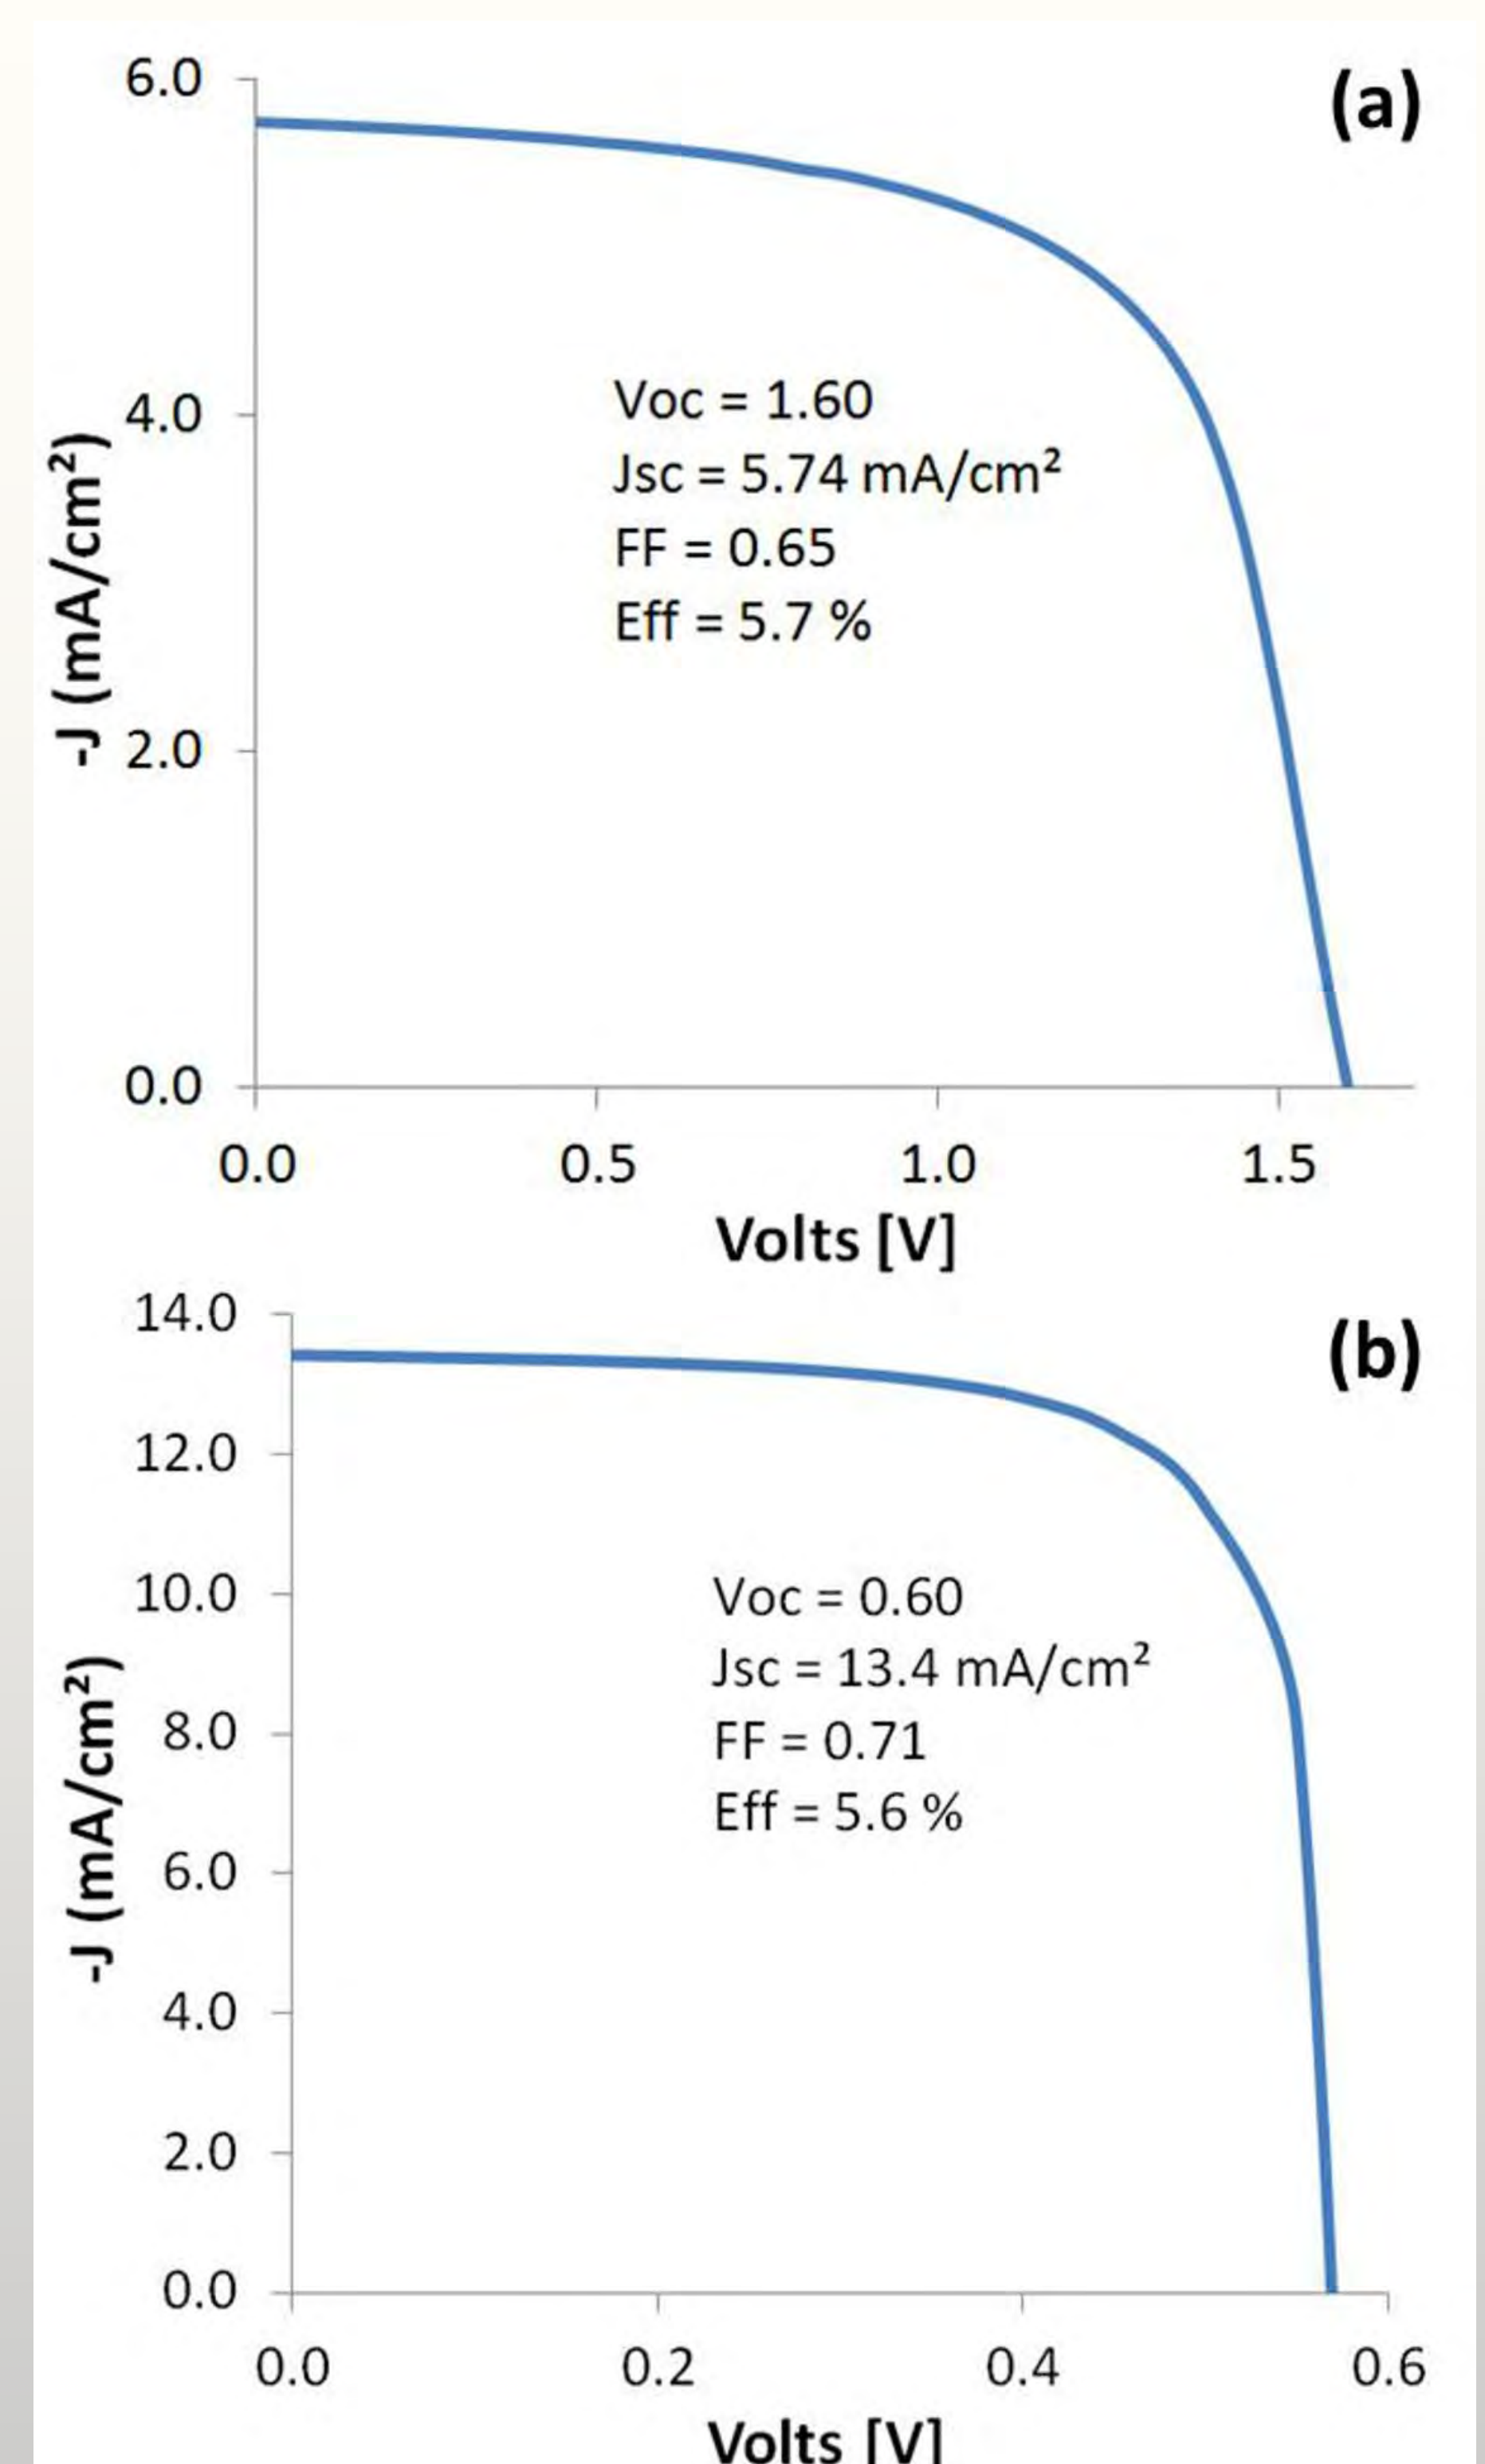 (a)
6.0
4.0
2.0
0.0
-J (mA/cm²)
Voc = 1.60
Jsc = 5.74 mA/cm²
FF = 0.65
Eff = 5.7 %
0.0 0.5 1.0 1.5
Volts [V]
(b)
14.0
12.0
10.0
8.0
6.0
4.0
2.0
0.0
-J (mA/cm²)
Voc = 0.60
Jsc = 13.4 mA/cm²
FF = 0.71
Eff = 5.6 %
0.0 0.2 0.4 0.6
Volts [V]